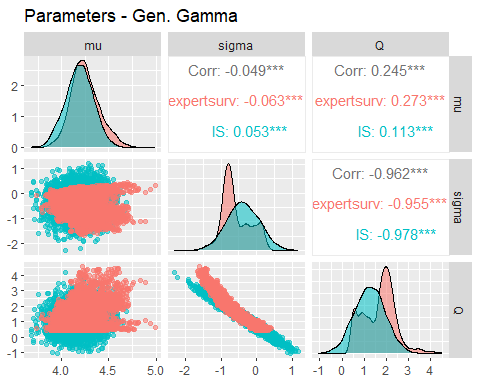 Parameters - Gen. Gamma
mu sigma Q
Corr: -0.049***
expertsurv: -0.063***
IS: 0.053***
Corr: 0.245***
expertsurv: 0.273***
IS: 0.113***
mu
2
1
0
Corr: -0.962***
expertsurv: -0.955***
IS: -0.978***
sigma
1
0
-1
-2
Q
4
3
2
1
0
-1
4.0 4.5 5.0 -2 -1 0 1 -1 0 1 2 3 4